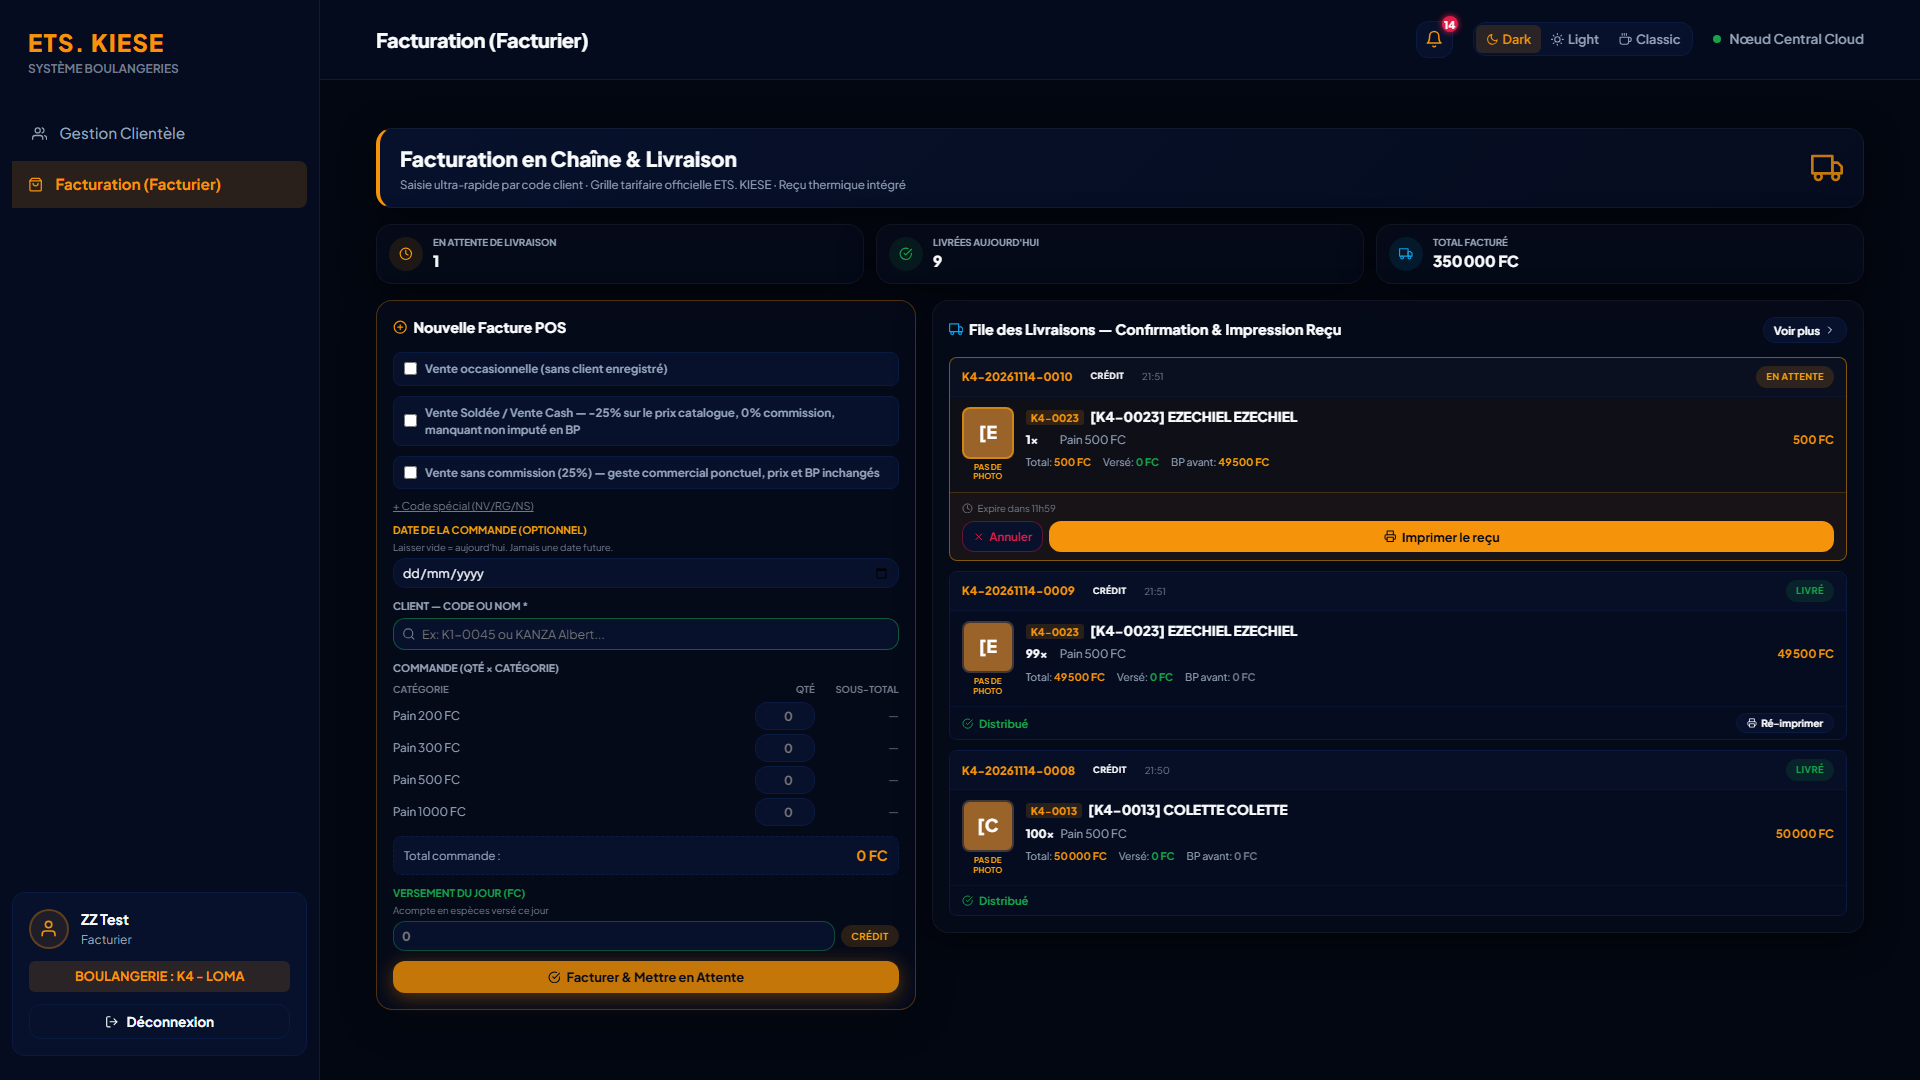 ETS. KIESE
SYSTÈME BOULANGERIES
Gestion Clientèle
Facturation (Facturier)
ZZ Test
Facturier
BOULANGERIE : K4 - LOMA
Déconnexion
Facturation (Facturier)
14
Dark
Light
Classic
Nœud Central Cloud
Facturation en Chaîne & Livraison
Saisie ultra-rapide par code client · Grille tarifaire officielle ETS. KIESE · Reçu thermique intégré
EN ATTENTE DE LIVRAISON
1
LIVRÉES AUJOURD'HUI
9
TOTAL FACTURÉ
350 000 FC
Nouvelle Facture POS
Vente occasionnelle (sans client enregistré)
Vente Soldée / Vente Cash — -25% sur le prix catalogue, 0% commission,
manquant non imputé en BP
Vente sans commission (25%) — geste commercial ponctuel, prix et BP inchangés
+ Code spécial (NV/RG/NS)
DATE DE LA COMMANDE (OPTIONNEL)
Laisser vide = aujourd'hui. Jamais une date future.
dd/mm/yyyy
CLIENT — CODE OU NOM *
Ex: K1-0045 ou KANZA Albert...
COMMANDE (QTÉ × CATÉGORIE)
CATÉGORIE QTÉ SOUS-TOTAL
Pain 200 FC 0 —
Pain 300 FC 0 —
Pain 500 FC 0 —
Pain 1000 FC 0 —
Total commande : 0 FC
VERSEMENT DU JOUR (FC)
Acompte en espèces versé ce jour
0 CRÉDIT
Facturer & Mettre en Attente
File des Livraisons — Confirmation & Impression Reçu
Voir plus
K4-20261114-0010 CRÉDIT 21:51 EN ATTENTE
[E
PAS DE
PHOTO
K4-0023 [K4-0023] EZECHIEL EZECHIEL
1× Pain 500 FC 500 FC
Total: 500 FC Versé: 0 FC BP avant: 49 500 FC
Expire dans 11h59
Annuler
Imprimer le reçu
K4-20261114-0009 CRÉDIT 21:51 LIVRÉ
[E
PAS DE
PHOTO
K4-0023 [K4-0023] EZECHIEL EZECHIEL
99× Pain 500 FC 49 500 FC
Total: 49 500 FC Versé: 0 FC BP avant: 0 FC
Distribué
Ré-imprimer
K4-20261114-0008 CRÉDIT 21:50 LIVRÉ
[C
PAS DE
PHOTO
K4-0013 [K4-0013] COLETTE COLETTE
100× Pain 500 FC 50 000 FC
Total: 50 000 FC Versé: 0 FC BP avant: 0 FC
Distribué